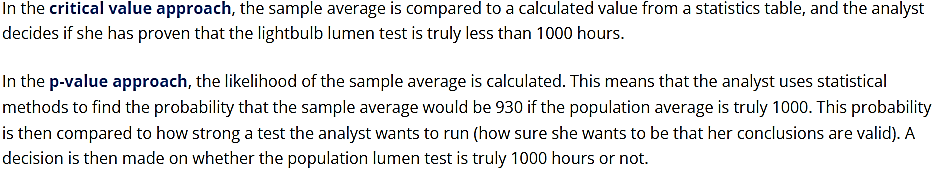 In the critical value approach, the sample average is compared to a calculated value from a statistics table, and the analyst
decides if she has proven that the lightbulb lumen test is truly less than 1000 hours.
In the p-value approach, the likelihood of the sample average is calculated. This means that the analyst uses statistical
methods to find the probability that the sample average would be 930 if the population average is truly 1000. This probability
is then compared to how strong a test the analyst wants to run (how sure she wants to be that her conclusions are valid). A
decision is then made on whether the population lumen test is truly 1000 hours or not.